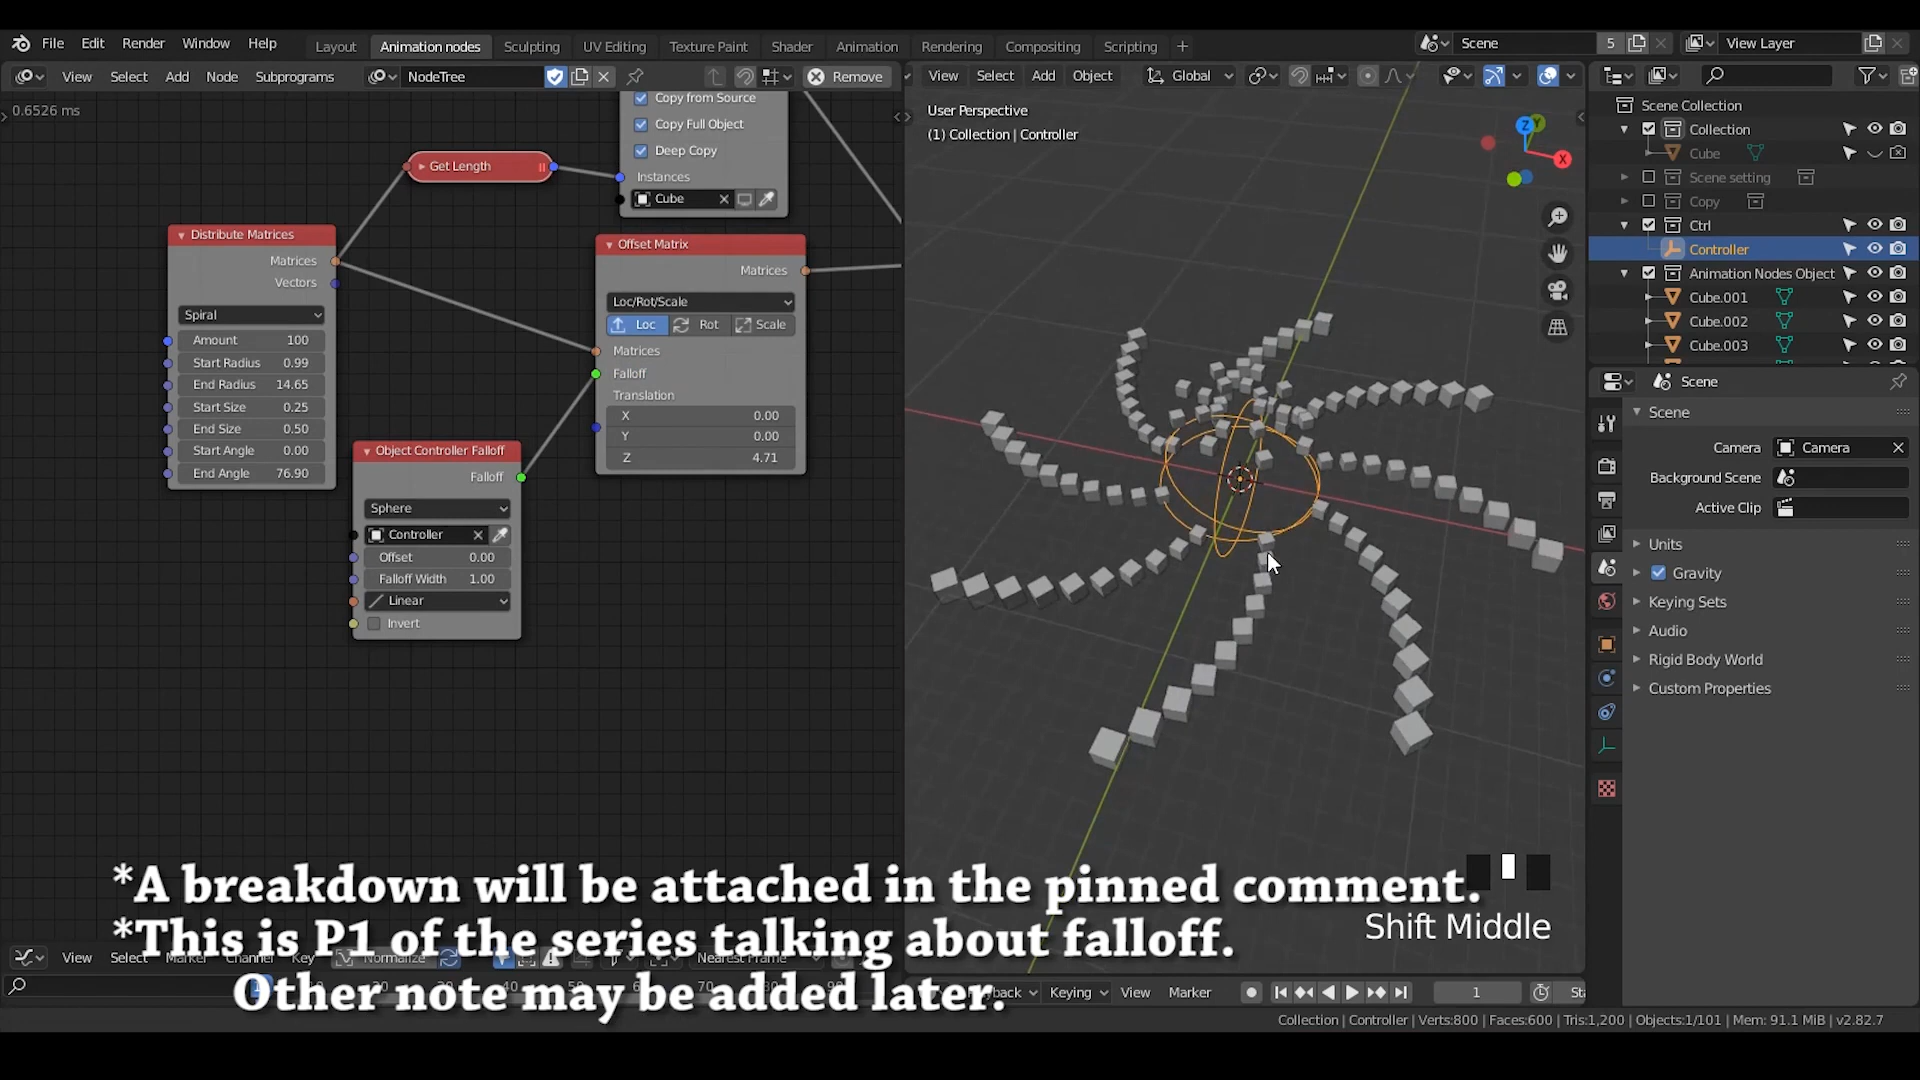 File Edit Render Window Help Layout Animation nodes Sculpting UV Editing Texture Paint Shader Animation Rendering Compositing Scripting Scene 5 View Layer
View Select Add Node Subprograms NodeTree Remove View Select Add Object Global
0.6526 ms
User Perspective
(1) Collection | Controller
Copy from Source
Copy Full Object
Deep Copy
Instances
Cube
Get Length
Distribute Matrices
Matrices
Vectors
Spiral
Amount 100
Start Radius 0.99
End Radius 14.65
Start Size 0.25
End Size 0.50
Start Angle 0.00
End Angle 76.90
Object Controller Falloff
Falloff
Sphere
Controller
Offset 0.00
Falloff Width 1.00
Linear
Invert
Offset Matrix
Matrices
Loc/Rot/Scale
Loc Rot Scale
Matrices
Falloff
Translation
X 0.00
Y 0.00
Z 4.71
Z
X
Scene Collection
Collection
Cube
Scene setting
Copy
Ctrl
Controller
Animation Nodes Object
Cube.001
Cube.002
Cube.003
Scene
Scene
Camera Camera
Background Scene
Active Clip
Units
Gravity
Keying Sets
Audio
Rigid Body World
Custom Properties
*A breakdown will be attached in the pinned comment.
*This is P1 of the series talking about falloff.
Other note may be added later.
Shift Middle
View Select Marker Channel Key Normalize Nearest Frame
Keying View Marker 1
Collection | Controller | Verts:800 | Faces:600 | Tris:1,200 | Objects:1/101 | Mem: 91.1 MiB | v2.82.7